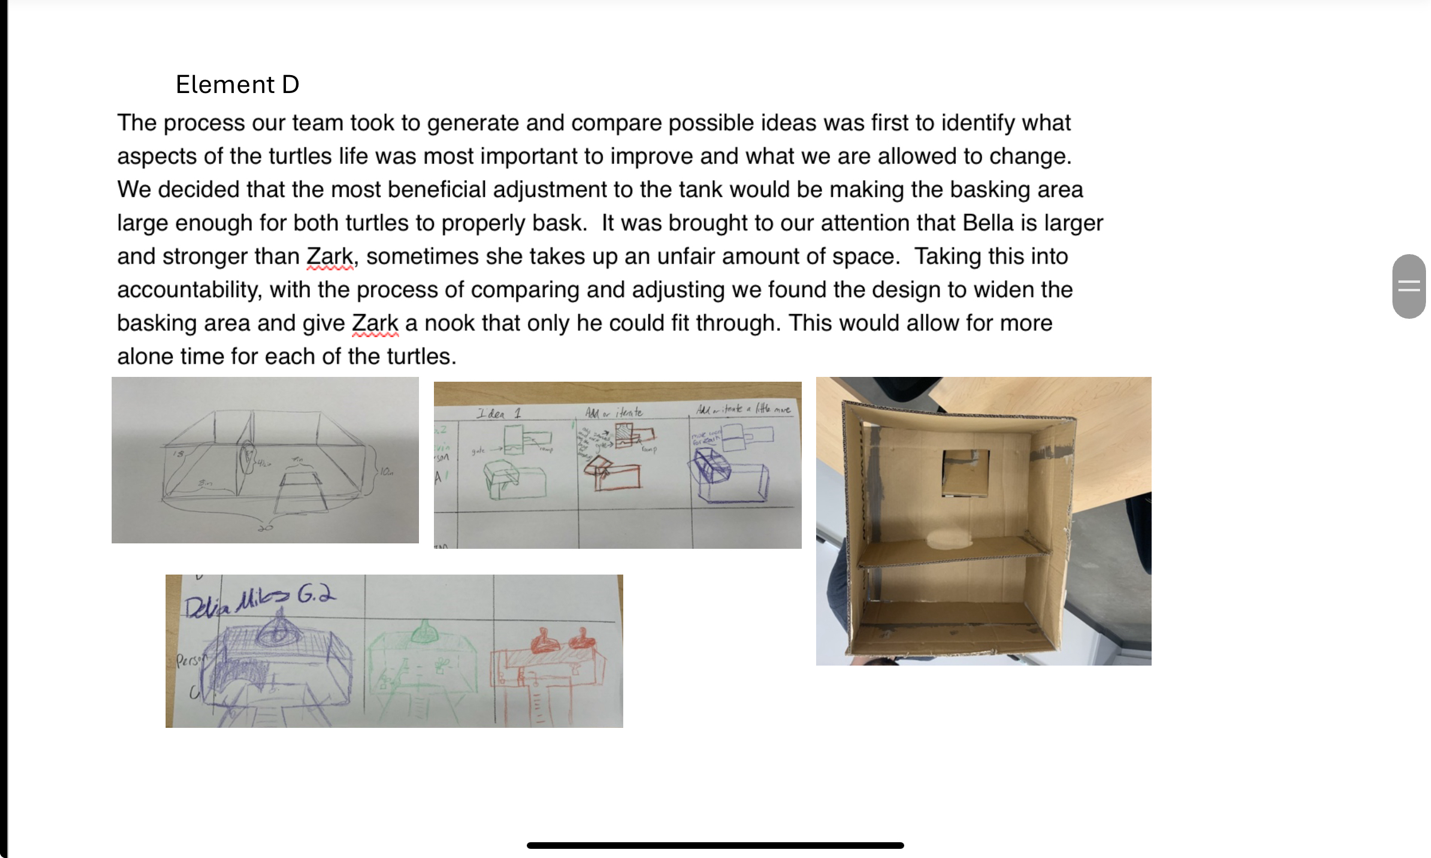 Element D
The process our team took to generate and compare possible ideas was first to identify what
aspects of the turtles life was most important to improve and what we are allowed to change.
We decided that the most beneficial adjustment to the tank would be making the basking area
large enough for both turtles to properly bask.  It was brought to our attention that Bella is larger
and stronger than Zark, sometimes she takes up an unfair amount of space.  Taking this into
accountability, with the process of comparing and adjusting we found the design to widen the
basking area and give Zark a nook that only he could fit through. This would allow for more
alone time for each of the turtles.
Idea 1
Add or iterate
Add or iterate a little more
gate
ramp
ramp
A
20
Delia Miles G.2
Person
C